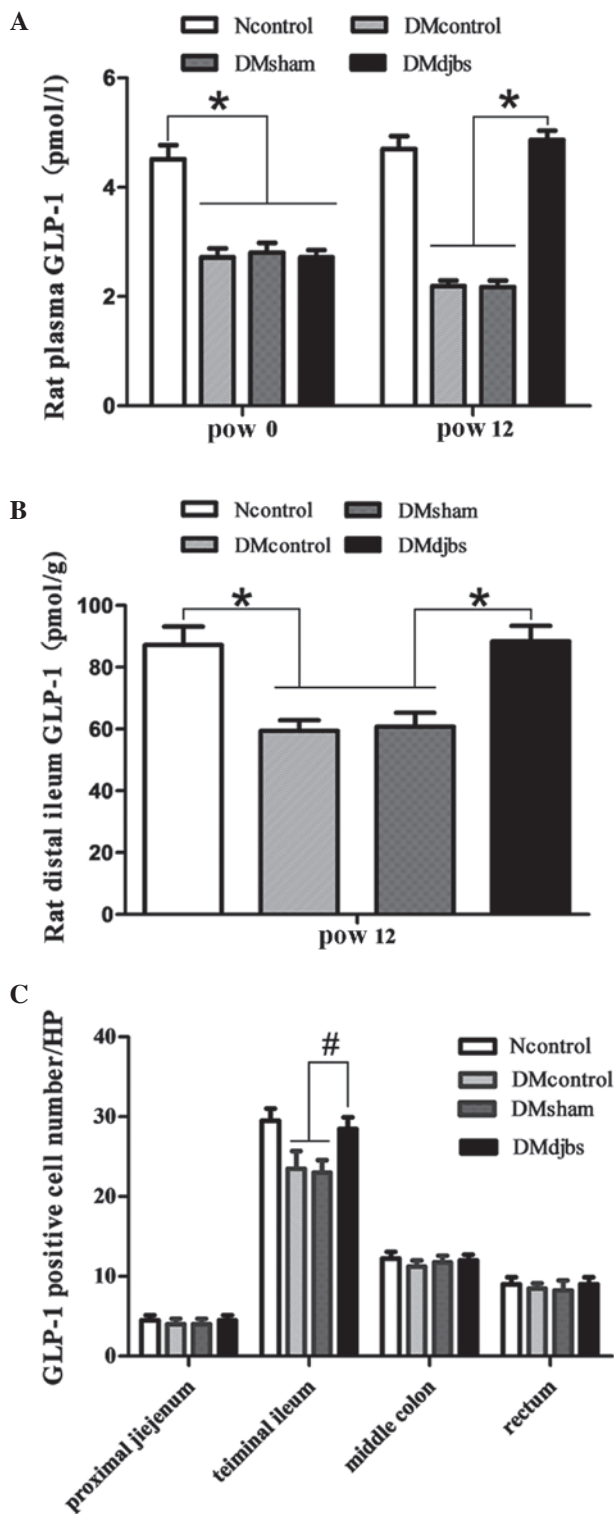 A
Ncontrol DMcontrol
DMsham DMdjbs
Rat plasma GLP-1 (pmol/l)
6
4
2
0
* *
pow 0 pow 12
B
Ncontrol DMsham
DMcontrol DMdjbs
Rat distal ileum GLP-1 (pmol/g)
100
80
60
40
20
0
* *
pow 12
C
GLP-1 positive cell number/HP
40
30
20
10
0
#
Ncontrol
DMcontrol
DMsham
DMdjbs
proximal jiejenum
teiminal ileum
middle colon
rectum